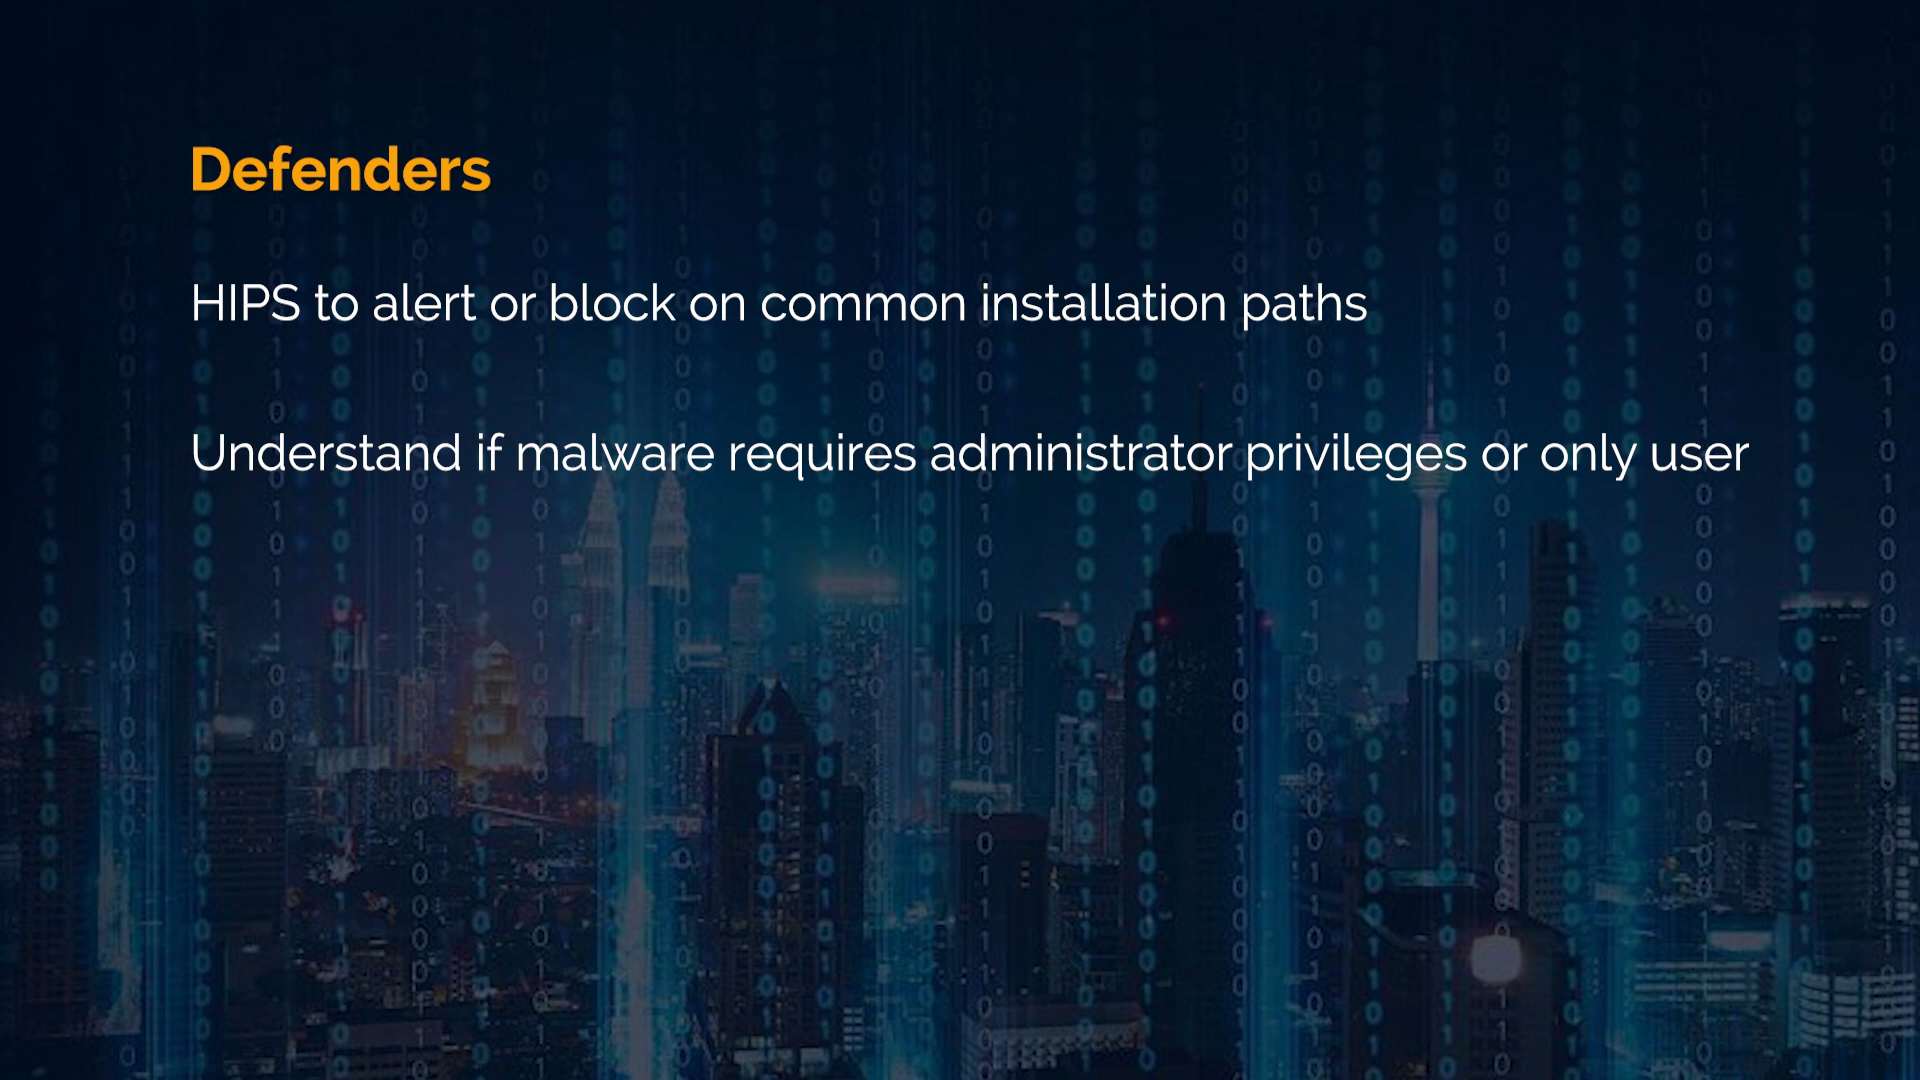 Defenders
HIPS to alert or block on common installation paths
Understand if malware requires administrator privileges or only user